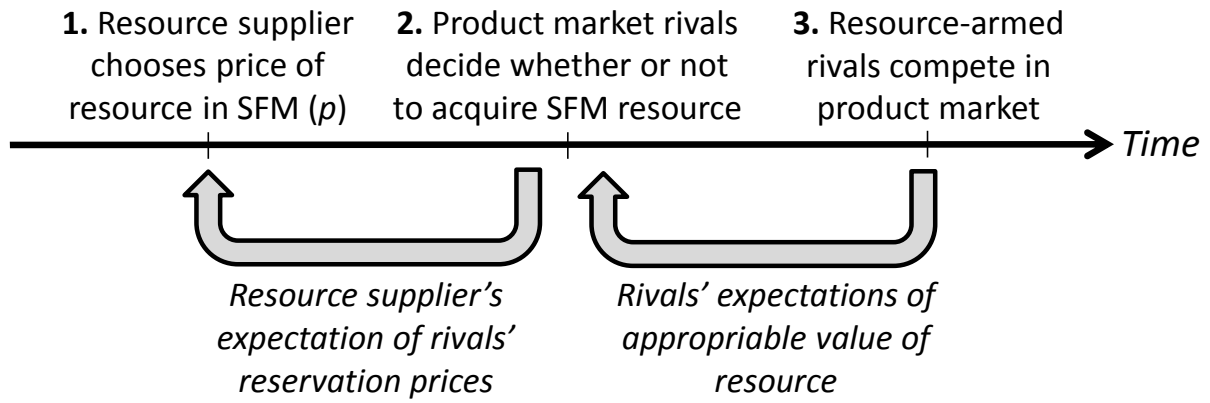 1. Resource supplier
chooses price of
resource in SFM (p)
2. Product market rivals
decide whether or not
to acquire SFM resource
3. Resource-armed
rivals compete in
product market
Time
Resource supplier’s
expectation of rivals’
reservation prices
Rivals’ expectations of
appropriable value of
resource